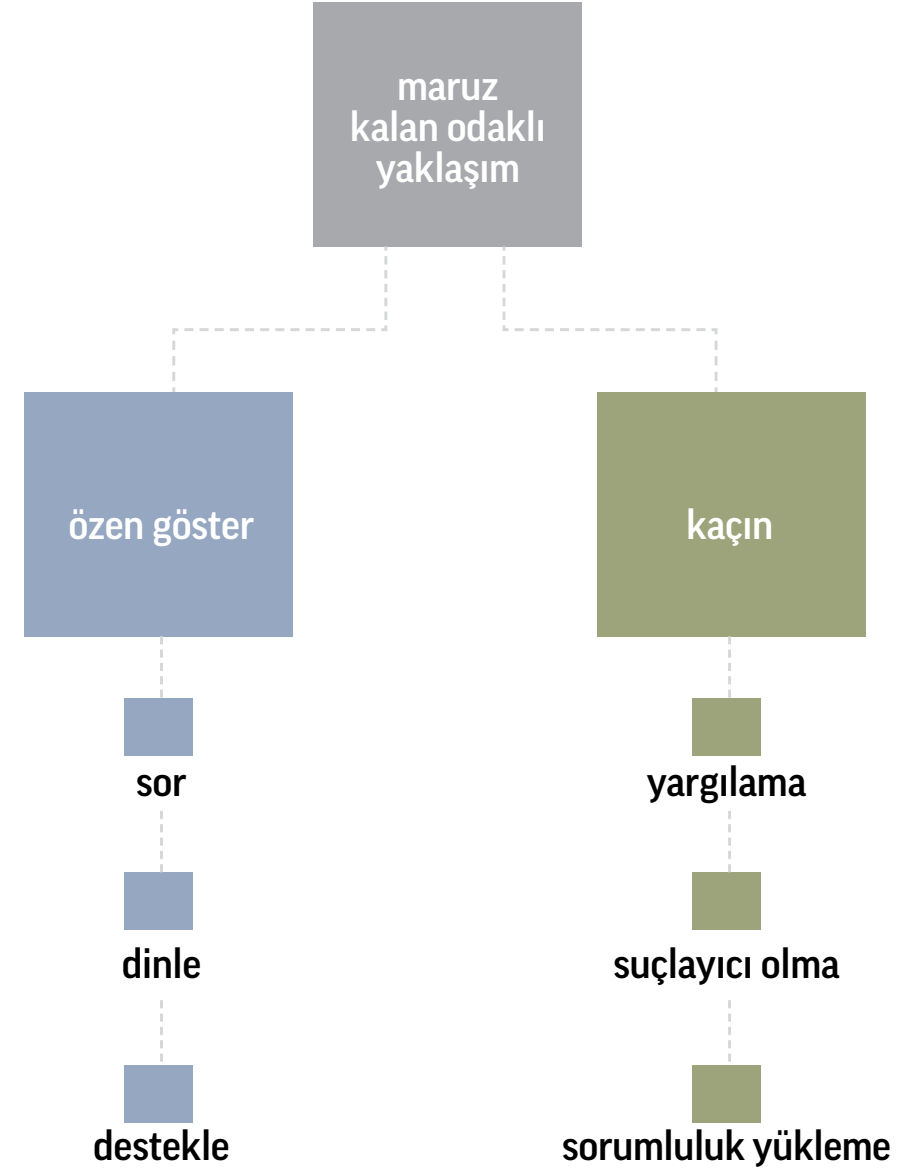 maruz
kalan odaklı
yaklaşım
özen göster
sor
dinle
destekle
kaçın
yargılama
suçlayıcı olma
sorumluluk yükleme